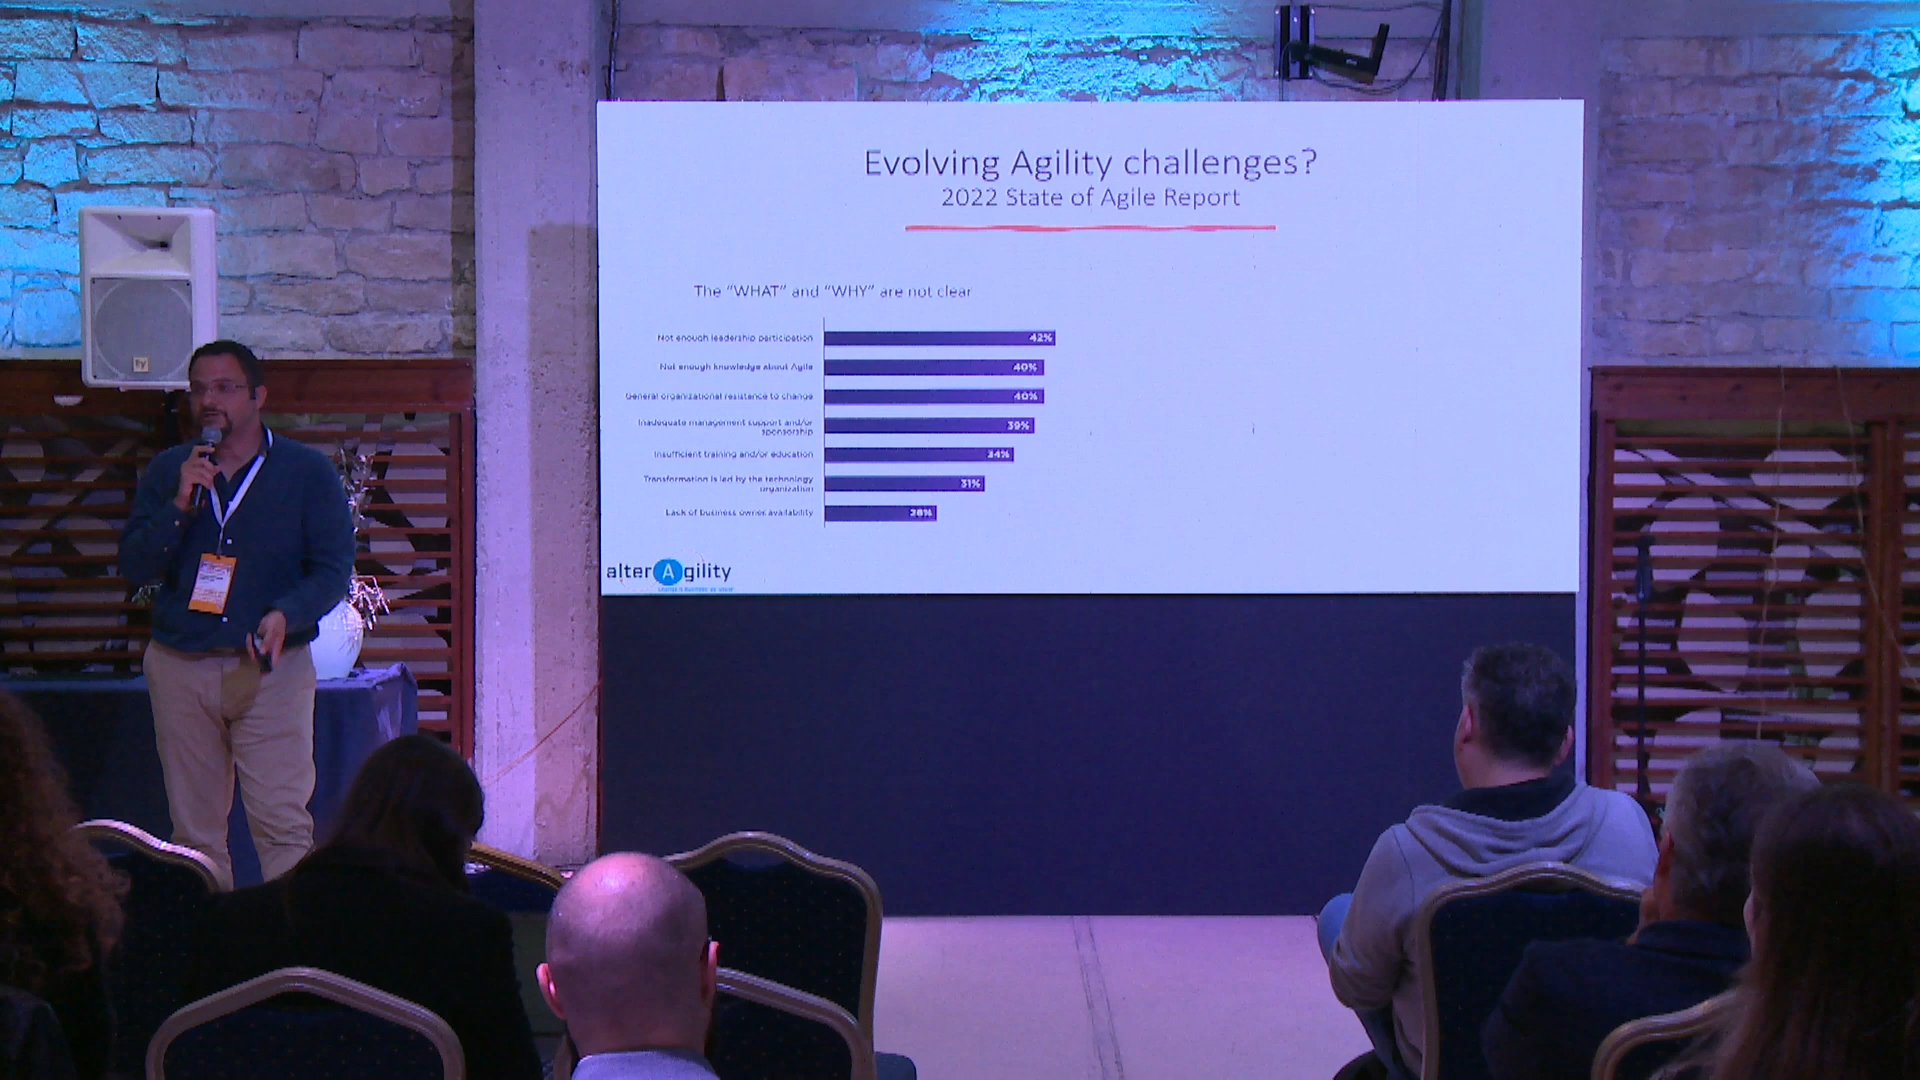 Evolving Agility challenges?
2022 State of Agile Report
The "WHAT" and "WHY" are not clear
Not enough leadership participation 42%
Not enough knowledge about Agile 40%
General organizational resistance to change 40%
Inadequate management support and/or
sponsorship 39%
Insufficient training and/or education 34%
Transformation is led by the technology
organization 31%
Lack of business owner availability 28%
alterAgility